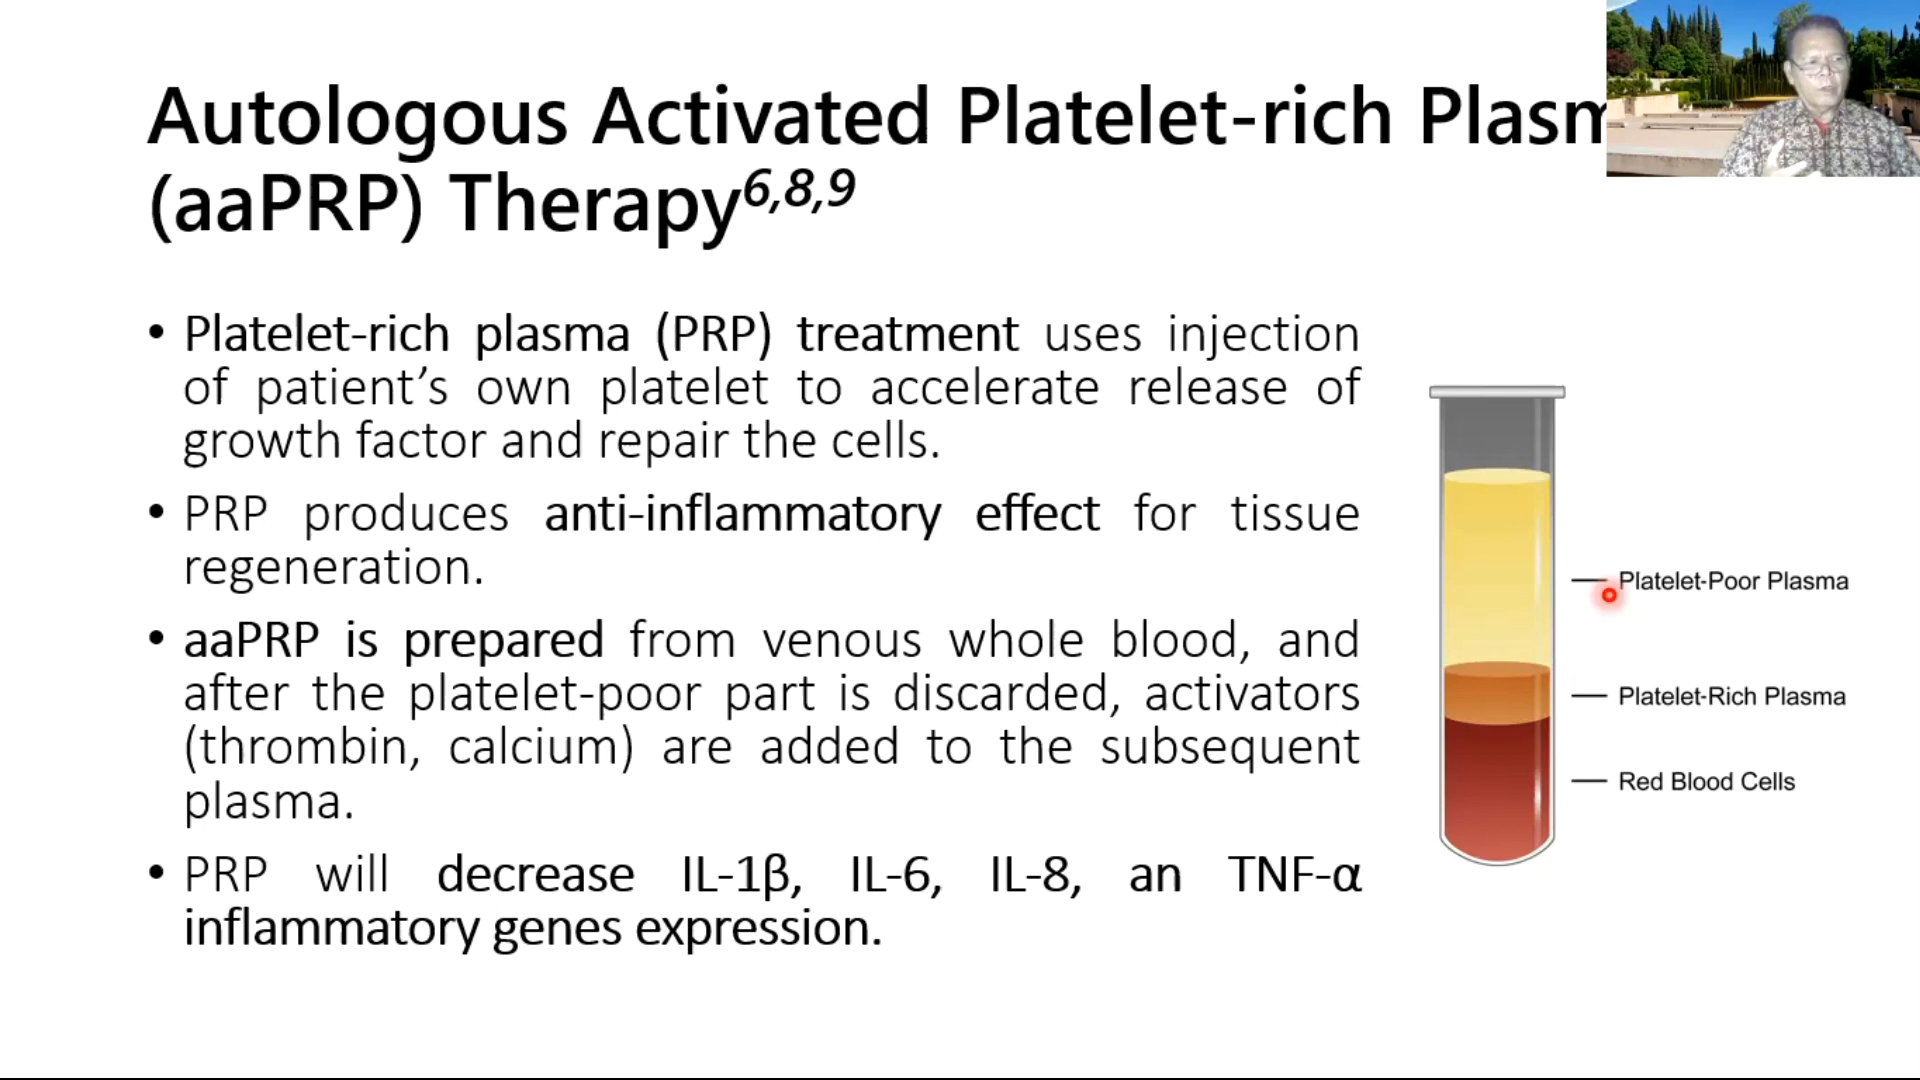 Autologous Activated Platelet-rich Plasm
(aaPRP) Therapy6,8,9
• Platelet-rich plasma (PRP) treatment uses injection
of patient’s own platelet to accelerate release of
growth factor and repair the cells.
• PRP produces anti-inflammatory effect for tissue
regeneration.
• aaPRP is prepared from venous whole blood, and
after the platelet-poor part is discarded, activators
(thrombin, calcium) are added to the subsequent
plasma.
• PRP will decrease IL-1β, IL-6, IL-8, an TNF-α
inflammatory genes expression.
Platelet-Poor Plasma
Platelet-Rich Plasma
Red Blood Cells